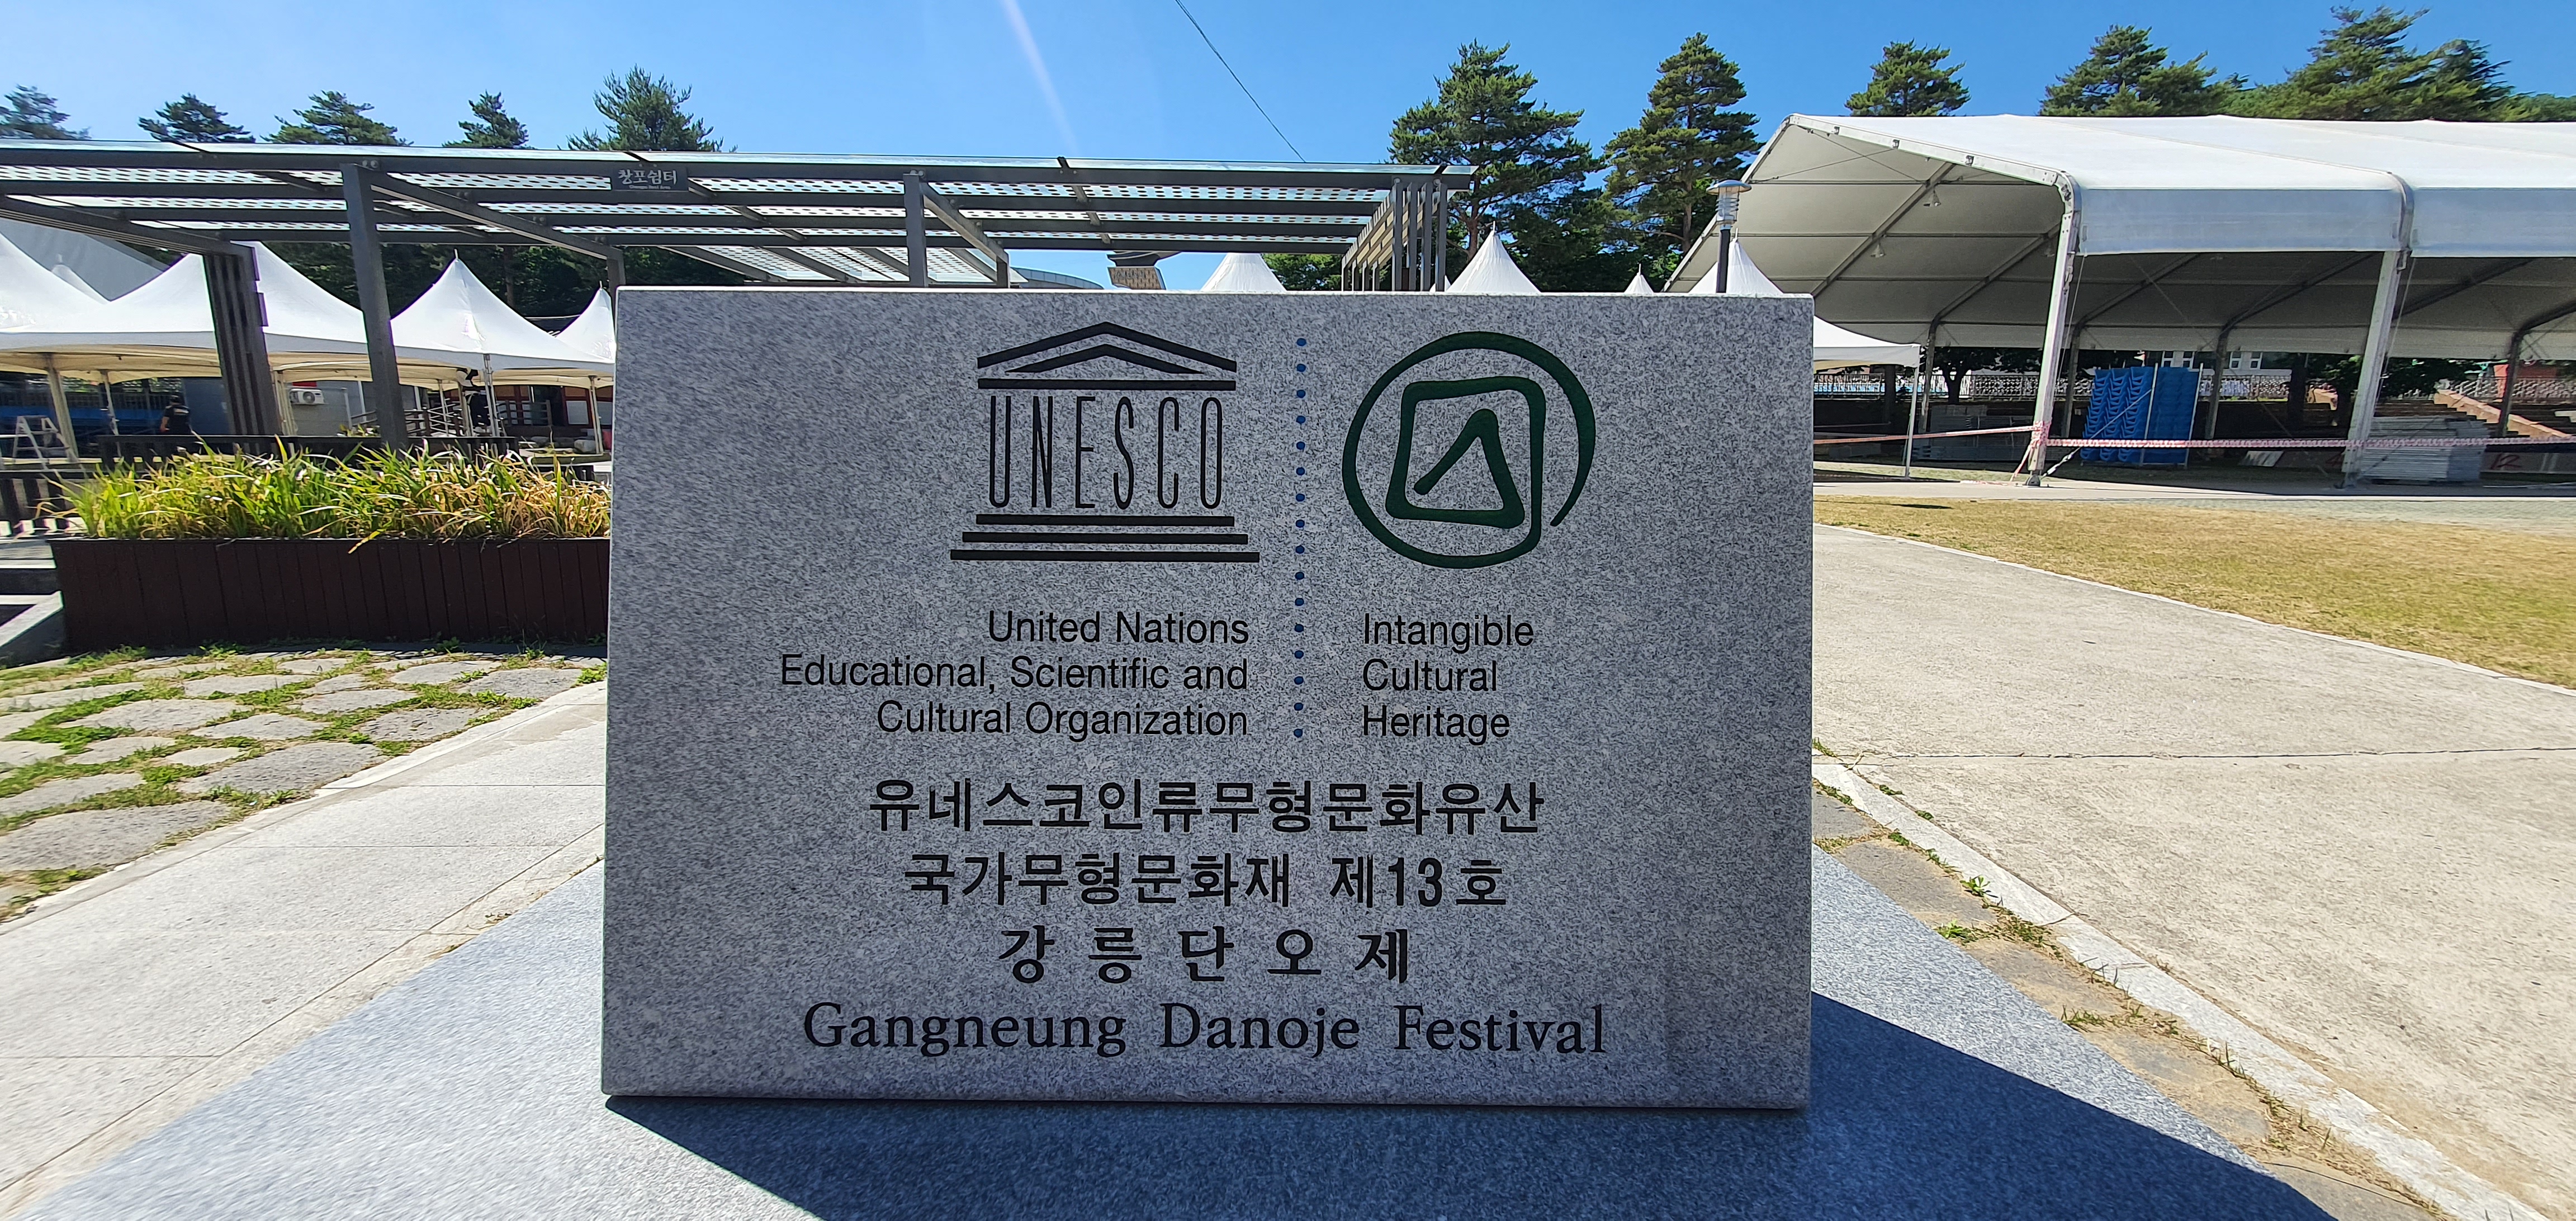 창포쉼터
UNESCO
United Nations
Educational, Scientific and
Cultural Organization
Intangible
Cultural
Heritage
유네스코인류무형문화유산
국가무형문화재 제13호
강릉단오제
Gangneung Danoje Festival